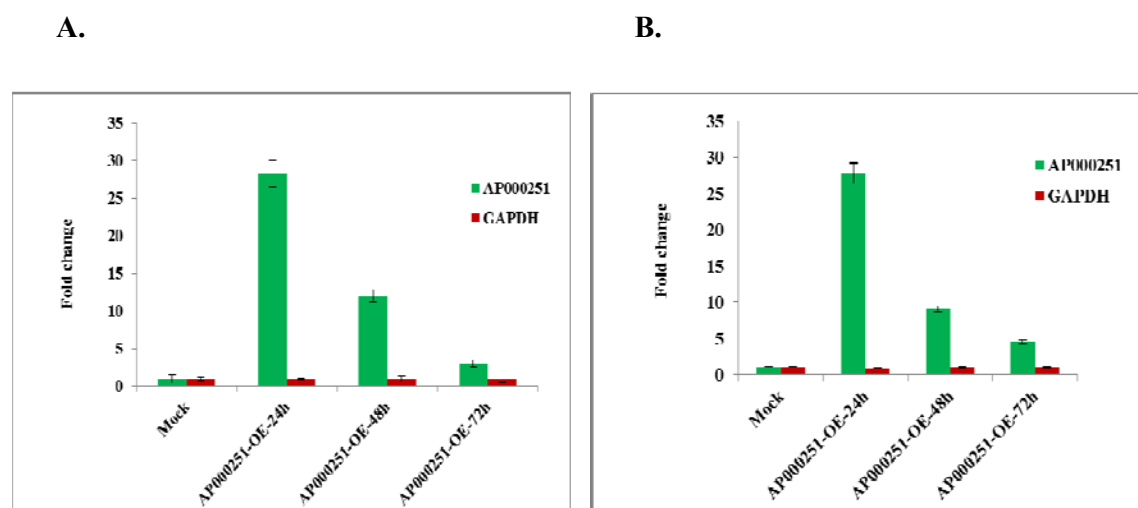 A.
B.
35
30
25
20
15
10
5
0
Fold change
AP000251
GAPDH
Mock
AP000251-OE-24h
AP000251-OE-48h
AP000251-OE-72h
35
30
25
20
15
10
5
0
Fold change
AP000251
GAPDH
Mock
AP000251-OE-24h
AP000251-OE-48h
AP000251-OE-72h